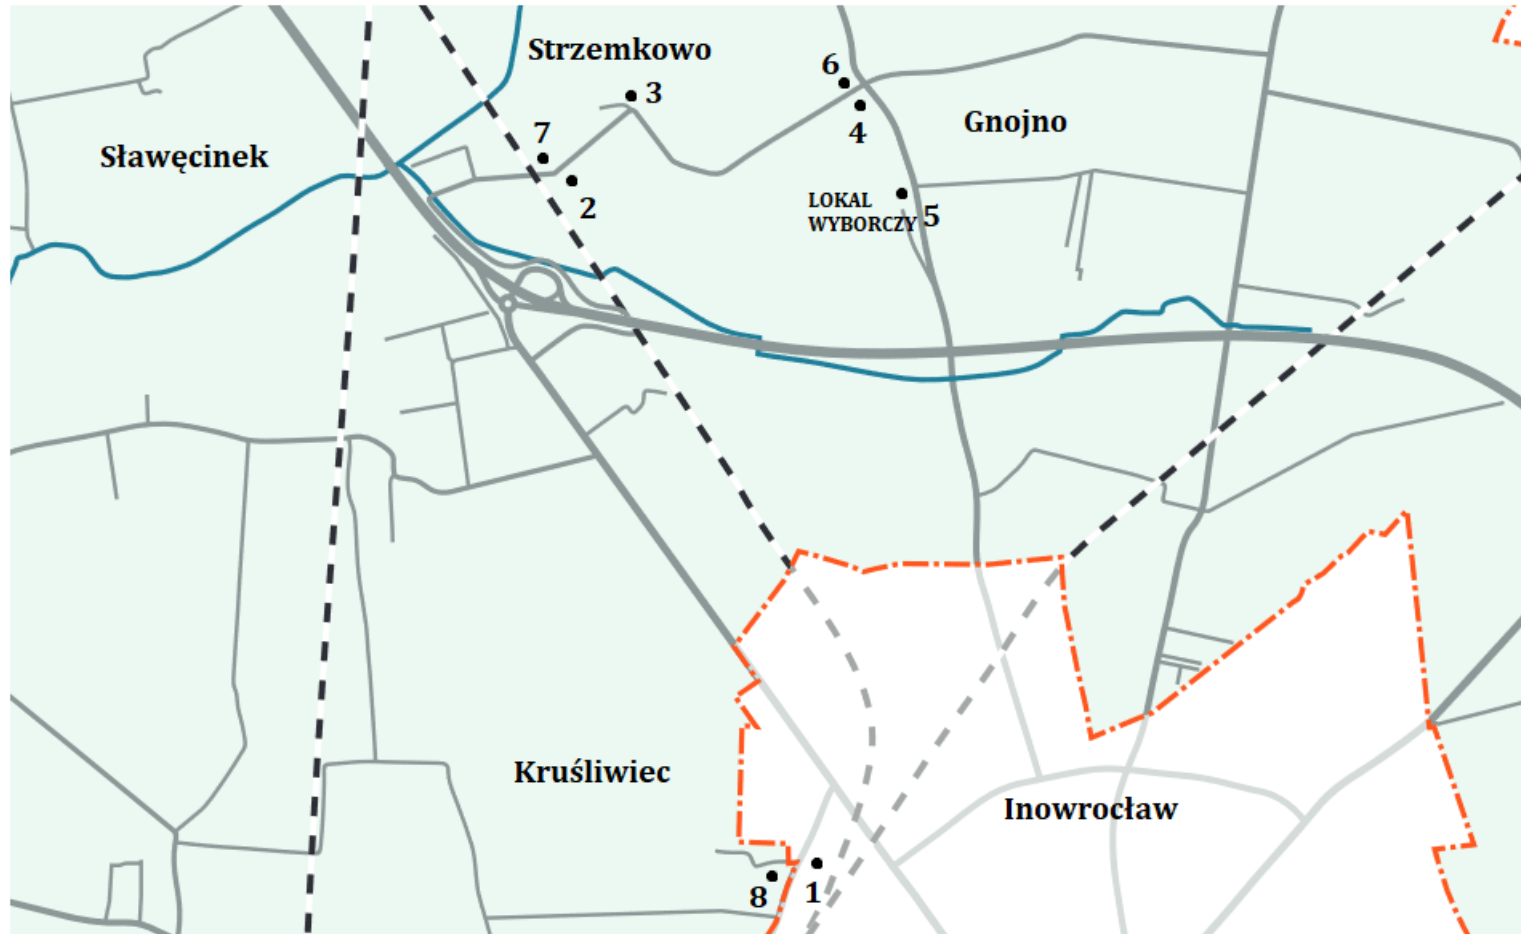 Strzemkowo
6
3
Gnojno
7
4
Sławęcinek
2
LOKAL
WYBORCZY 5
Kruśliwiec
Inowrocław
8
1